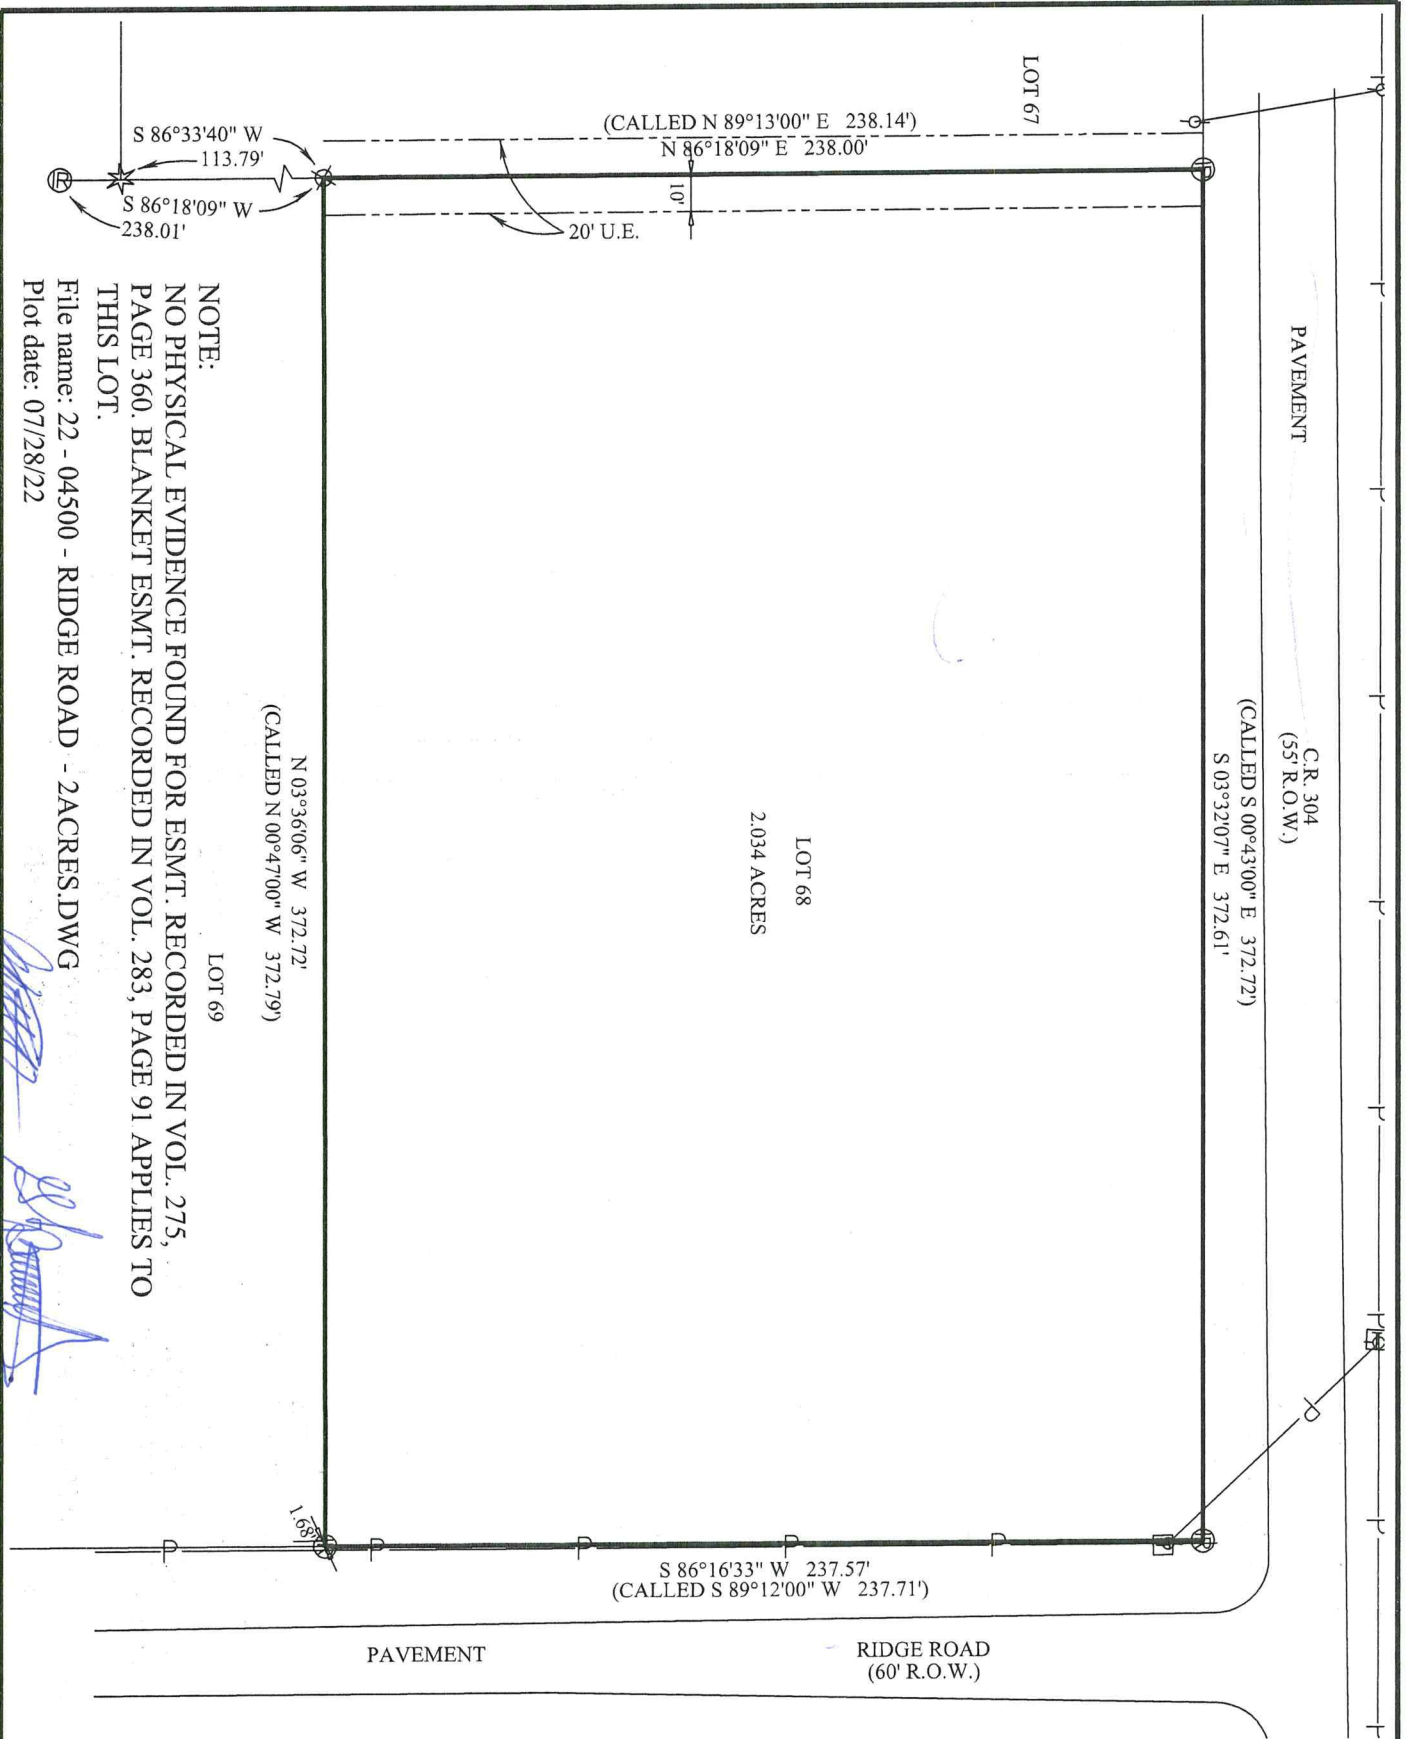 LOT 67
(CALLED N 89°13'00" E 238.14')
N 86°18'09" E 238.00'
S 86°33'40" W
113.79'
S 86°18'09" W
238.01'
10'
20' U.E.
PAVEMENT
C.R. 304
(55' R.O.W.)
(CALLED S 00°43'00" E 372.72')
S 03°32'07" E 372.61'
LOT 68
2.034 ACRES
N 03°36'06" W 372.72'
(CALLED N 00°47'00" W 372.79')
LOT 69
1.68'
S 86°16'33" W 237.57'
(CALLED S 89°12'00" W 237.71')
PAVEMENT
RIDGE ROAD
(60' R.O.W.)
NOTE:
NO PHYSICAL EVIDENCE FOUND FOR ESMT. RECORDED IN VOL. 275,
PAGE 360. BLANKET ESMT. RECORDED IN VOL. 283, PAGE 91 APPLIES TO
THIS LOT.
File name: 22 - 04500 - RIDGE ROAD - 2ACRES.DWG
Plot date: 07/28/22